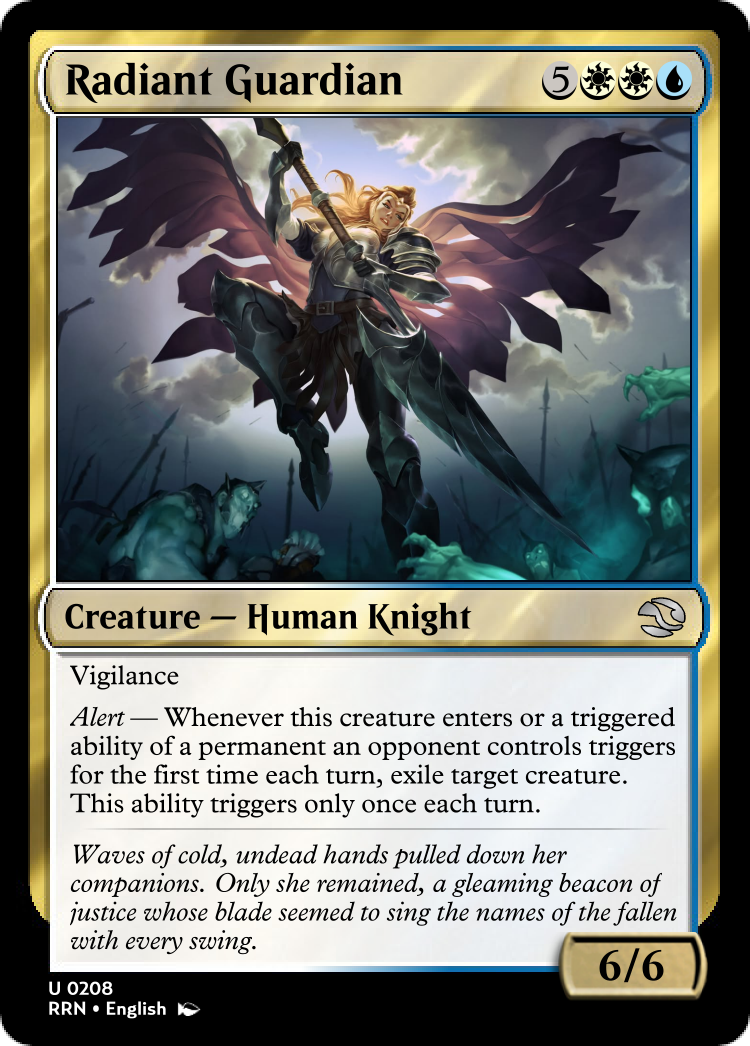 Radiant Guardian 5
Creature — Human Knight
Vigilance
Alert — Whenever this creature enters or a triggered
ability of a permanent an opponent controls triggers
for the first time each turn, exile target creature.
This ability triggers only once each turn.
Waves of cold, undead hands pulled down her
companions. Only she remained, a gleaming beacon of
justice whose blade seemed to sing the names of the fallen
with every swing.
6/6
U 0208
RRN • English